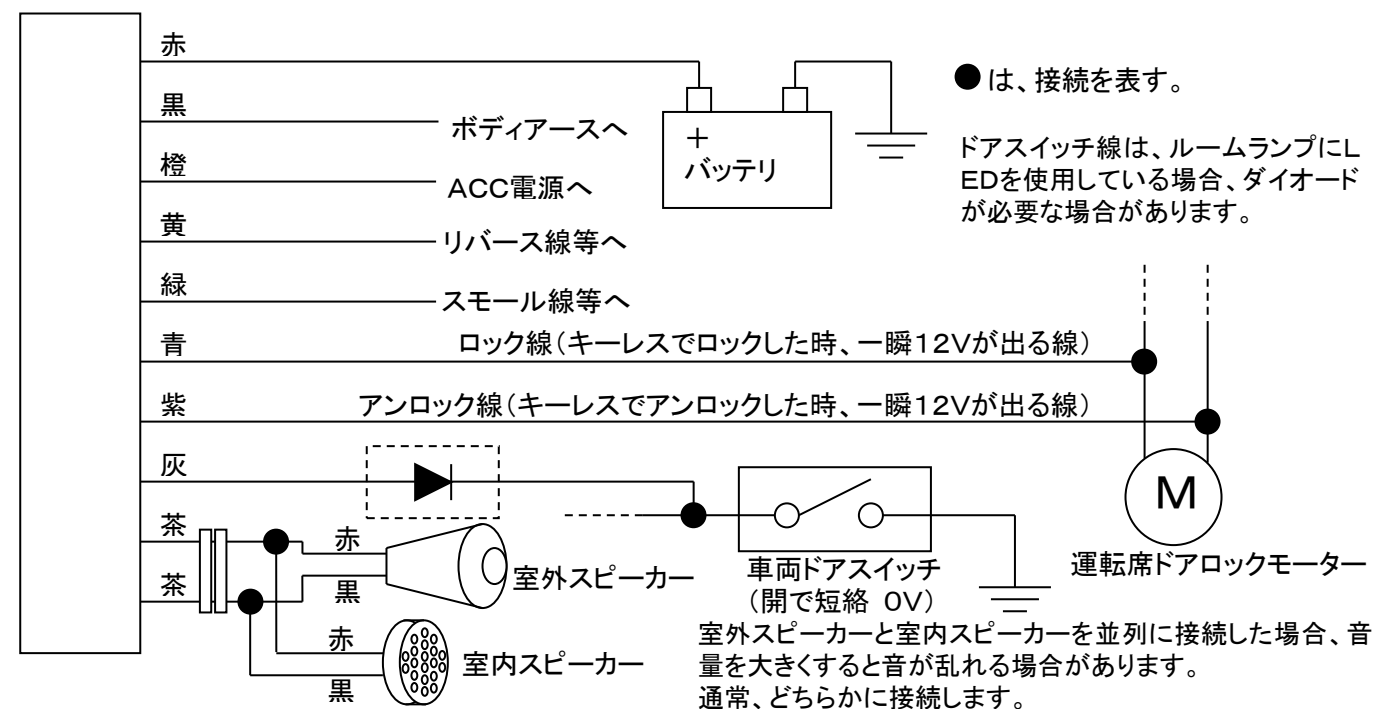 赤
黒
ボディアースへ
橙
ACC電源へ
黄
リバース線等へ
緑
スモール線等へ
青
ロック線(キーレスでロックした時、一瞬12Vが出る線)
紫
アンロック線(キーレスでアンロックした時、一瞬12Vが出る線)
灰
茶
茶
赤
黒
室外スピーカー
赤
黒
室内スピーカー
+
バッテリ
●は、接続を表す。
ドアスイッチ線は、ルームランプにL
EDを使用している場合、ダイオード
が必要な場合があります。
M
運転席ドアロックモーター
車両ドアスイッチ
(開で短絡 0V)
室外スピーカーと室内スピーカーを並列に接続した場合、音
量を大きくすると音が乱れる場合があります。
通常、どちらかに接続します。